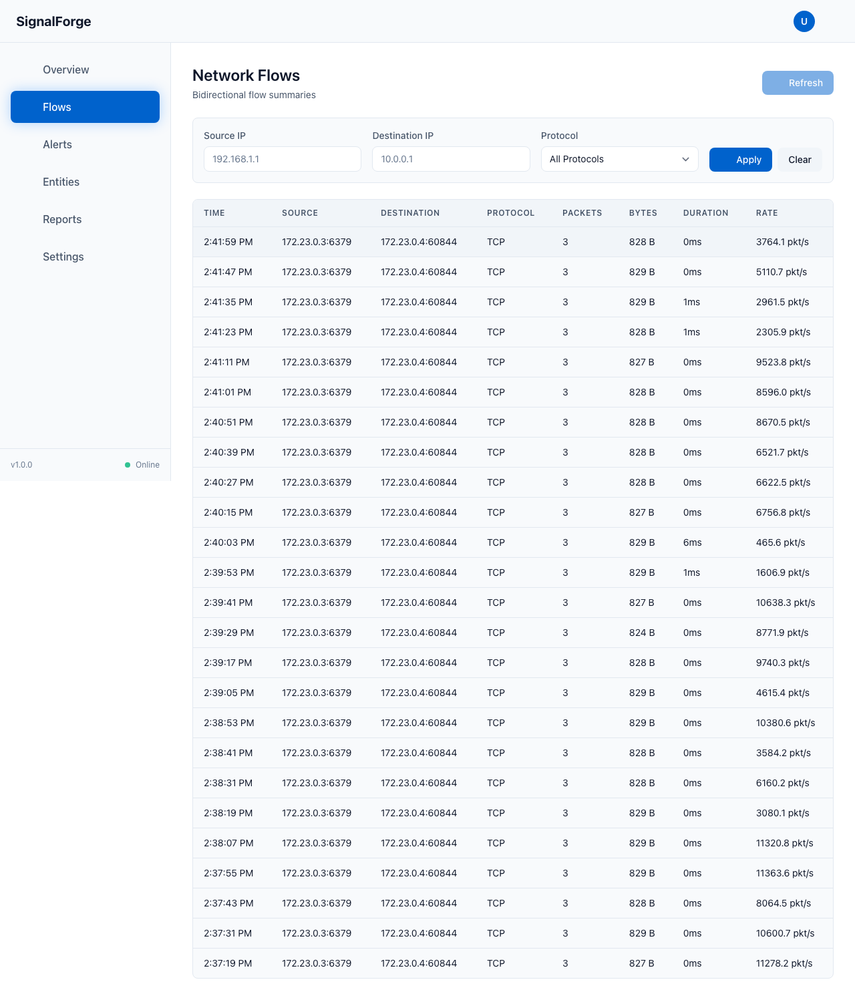 SignalForge
U
Overview
Flows
Alerts
Entities
Reports
Settings
v1.0.0 Online
Network Flows
Bidirectional flow summaries
Refresh
Source IP Destination IP Protocol
192.168.1.1 10.0.0.1 All Protocols Apply Clear
TIME SOURCE DESTINATION PROTOCOL PACKETS BYTES DURATION RATE
2:41:59 PM 172.23.0.3:6379 172.23.0.4:60844 TCP 3 828 B 0ms 3764.1 pkt/s
2:41:47 PM 172.23.0.3:6379 172.23.0.4:60844 TCP 3 829 B 0ms 5110.7 pkt/s
2:41:35 PM 172.23.0.3:6379 172.23.0.4:60844 TCP 3 829 B 1ms 2961.5 pkt/s
2:41:23 PM 172.23.0.3:6379 172.23.0.4:60844 TCP 3 828 B 1ms 2305.9 pkt/s
2:41:11 PM 172.23.0.3:6379 172.23.0.4:60844 TCP 3 827 B 0ms 9523.8 pkt/s
2:41:01 PM 172.23.0.3:6379 172.23.0.4:60844 TCP 3 828 B 0ms 8596.0 pkt/s
2:40:51 PM 172.23.0.3:6379 172.23.0.4:60844 TCP 3 828 B 0ms 8670.5 pkt/s
2:40:39 PM 172.23.0.3:6379 172.23.0.4:60844 TCP 3 828 B 0ms 6521.7 pkt/s
2:40:27 PM 172.23.0.3:6379 172.23.0.4:60844 TCP 3 828 B 0ms 6622.5 pkt/s
2:40:15 PM 172.23.0.3:6379 172.23.0.4:60844 TCP 3 827 B 0ms 6756.8 pkt/s
2:40:03 PM 172.23.0.3:6379 172.23.0.4:60844 TCP 3 829 B 6ms 465.6 pkt/s
2:39:53 PM 172.23.0.3:6379 172.23.0.4:60844 TCP 3 829 B 1ms 1606.9 pkt/s
2:39:41 PM 172.23.0.3:6379 172.23.0.4:60844 TCP 3 827 B 0ms 10638.3 pkt/s
2:39:29 PM 172.23.0.3:6379 172.23.0.4:60844 TCP 3 824 B 0ms 8771.9 pkt/s
2:39:17 PM 172.23.0.3:6379 172.23.0.4:60844 TCP 3 828 B 0ms 9740.3 pkt/s
2:39:05 PM 172.23.0.3:6379 172.23.0.4:60844 TCP 3 829 B 0ms 4615.4 pkt/s
2:38:53 PM 172.23.0.3:6379 172.23.0.4:60844 TCP 3 829 B 0ms 10380.6 pkt/s
2:38:41 PM 172.23.0.3:6379 172.23.0.4:60844 TCP 3 828 B 0ms 3584.2 pkt/s
2:38:31 PM 172.23.0.3:6379 172.23.0.4:60844 TCP 3 828 B 0ms 6160.2 pkt/s
2:38:19 PM 172.23.0.3:6379 172.23.0.4:60844 TCP 3 829 B 0ms 3080.1 pkt/s
2:38:07 PM 172.23.0.3:6379 172.23.0.4:60844 TCP 3 829 B 0ms 11320.8 pkt/s
2:37:55 PM 172.23.0.3:6379 172.23.0.4:60844 TCP 3 829 B 0ms 11363.6 pkt/s
2:37:43 PM 172.23.0.3:6379 172.23.0.4:60844 TCP 3 828 B 0ms 8064.5 pkt/s
2:37:31 PM 172.23.0.3:6379 172.23.0.4:60844 TCP 3 829 B 0ms 10600.7 pkt/s
2:37:19 PM 172.23.0.3:6379 172.23.0.4:60844 TCP 3 827 B 0ms 11278.2 pkt/s